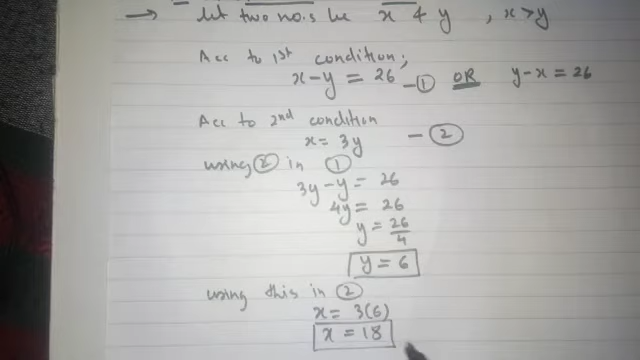 → let two no.s be x & y , x>y
Acc to 1st condition;
x-y = 26 -① OR y-x = 26
Acc to 2nd condition
x = 3y -②
using ② in ①
3y-y = 26
4y = 26
y = 26/4
y = 6
using this in ②
x = 3(6)
x = 18